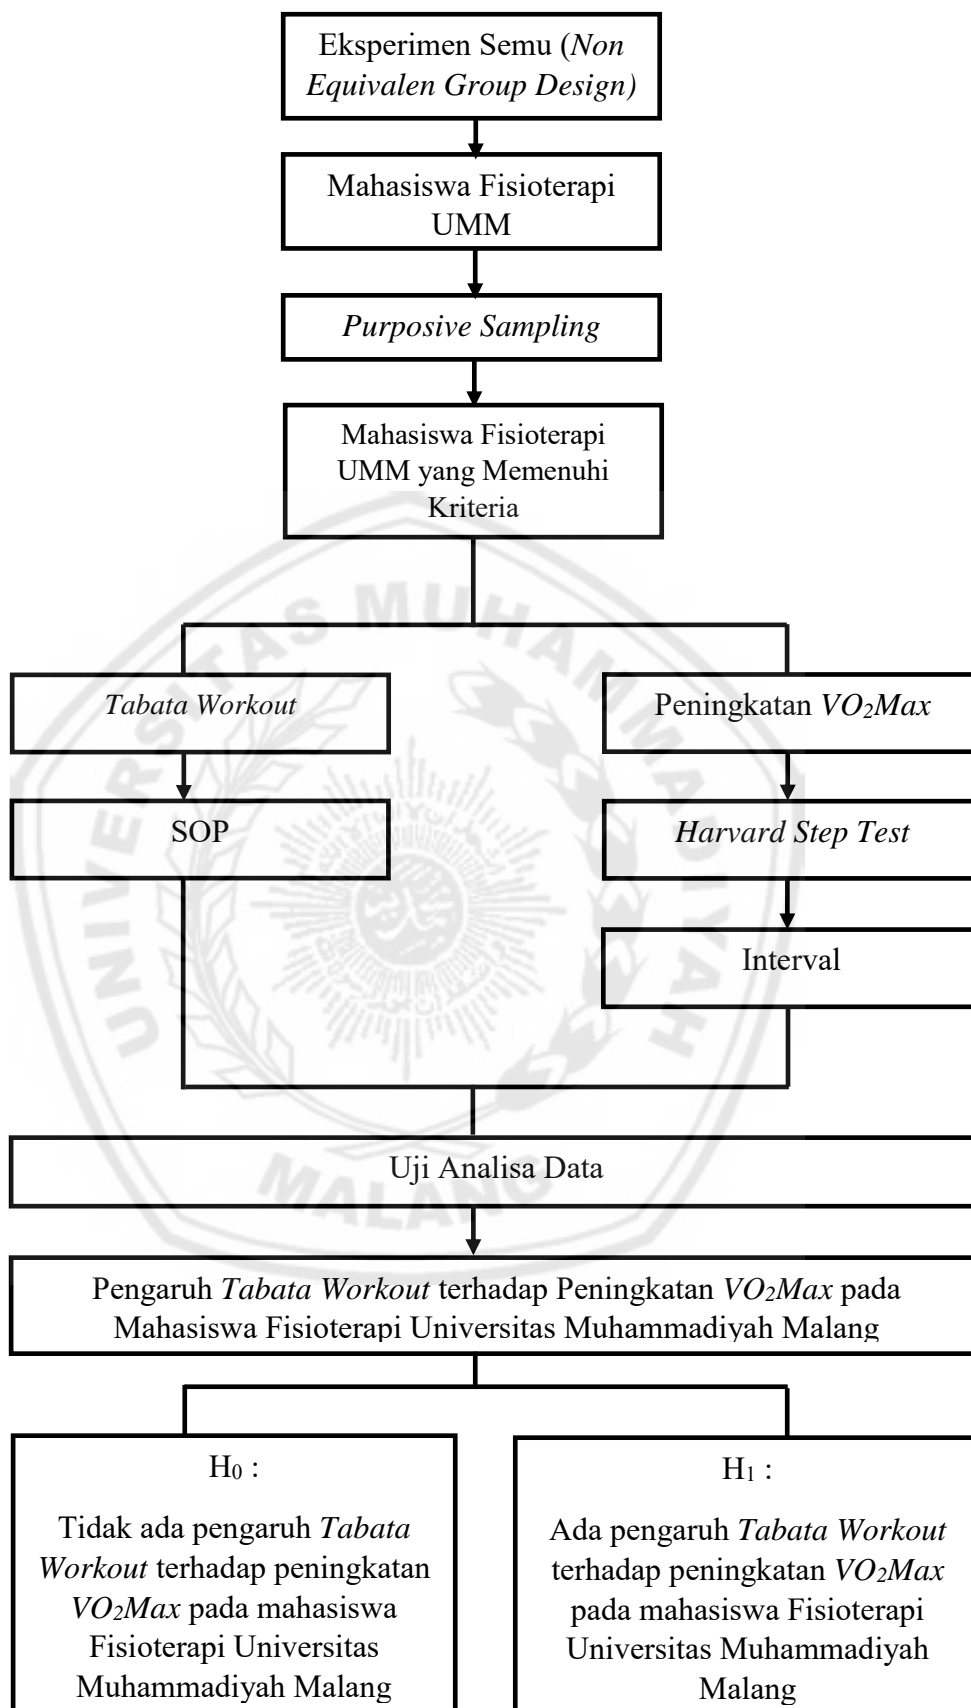 Eksperimen Semu (Non
Equivalen Group Design)
Mahasiswa Fisioterapi
UMM
Purposive Sampling
Mahasiswa Fisioterapi
UMM yang Memenuhi
Kriteria
Tabata Workout
Peningkatan VO2Max
SOP
Harvard Step Test
Interval
Uji Analisa Data
Pengaruh Tabata Workout terhadap Peningkatan VO2Max pada
Mahasiswa Fisioterapi Universitas Muhammadiyah Malang
H0 :
Tidak ada pengaruh Tabata
Workout terhadap peningkatan
VO2Max pada mahasiswa
Fisioterapi Universitas
Muhammadiyah Malang
H1 :
Ada pengaruh Tabata Workout
terhadap peningkatan VO2Max
pada mahasiswa Fisioterapi
Universitas Muhammadiyah
Malang
UNIVERSITAS MUHAMMADIYAH
MALANG